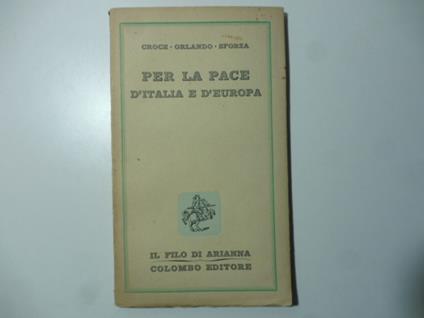 CROCE • ORLANDO • SFORZA
PER LA PACE
D'ITALIA E D'EUROPA
IL FILO DI ARIANNA
COLOMBO EDITORE